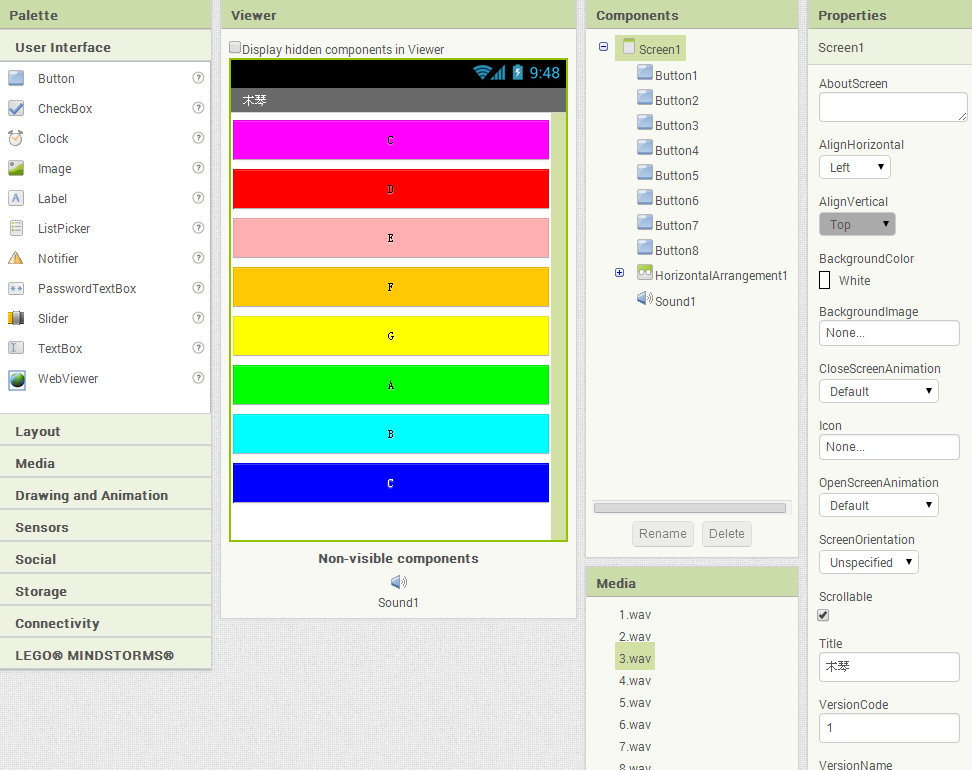 Palette
User Interface
Button
?
CheckBox
?
Clock
?
Image
?
Label
?
ListPicker
?
Notifier
?
PasswordTextBox
?
Slider
?
TextBox
?
WebViewer
?
Layout
Media
Drawing and Animation
Sensors
Social
Storage
Connectivity
LEGO® MINDSTORMS®
Viewer
Display hidden components in Viewer
9:48
木琴
C
D
E
F
G
A
B
C
Non-visible components
Sound1
Components
Screen1
Button1
Button2
Button3
Button4
Button5
Button6
Button7
Button8
HorizontalArrangement1
Sound1
Rename Delete
Media
1.wav
2.wav
3.wav
4.wav
5.wav
6.wav
7.wav
8.wav
Properties
Screen1
AboutScreen
AlignHorizontal
Left
AlignVertical
Top
BackgroundColor
White
BackgroundImage
None...
CloseScreenAnimation
Default
Icon
None...
OpenScreenAnimation
Default
ScreenOrientation
Unspecified
Scrollable
Title
木琴
VersionCode
1
VersionName